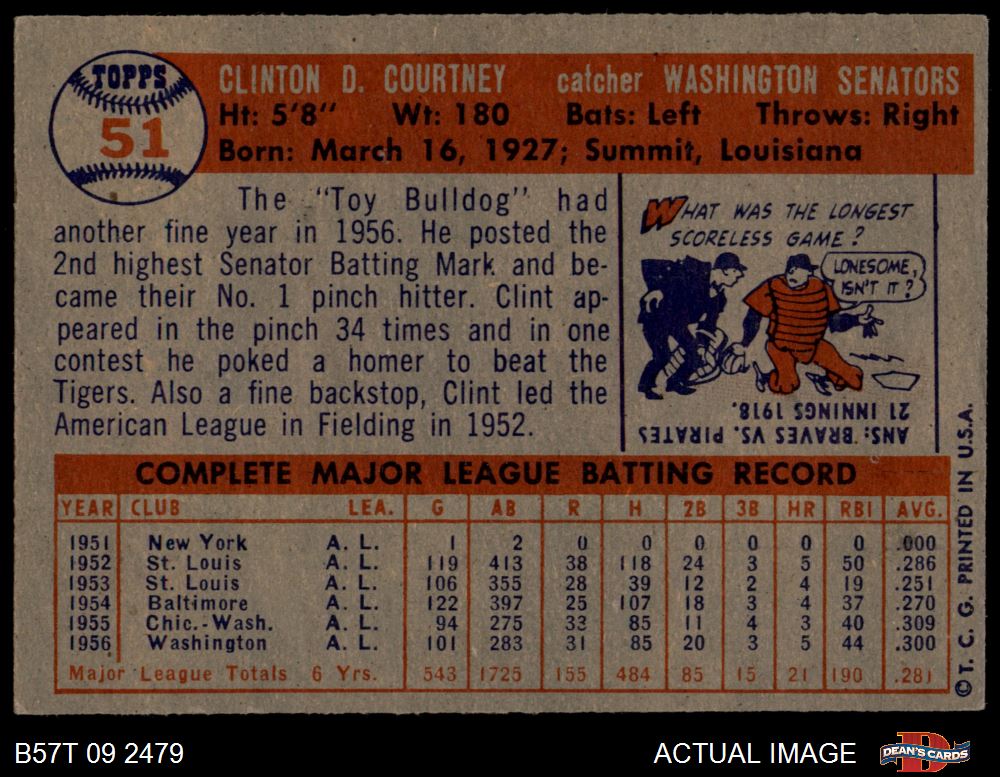 TOPPS
51
CLINTON D. COURTNEY catcher WASHINGTON SENATORS
Ht: 5'8" Wt: 180 Bats: Left Throws: Right
Born: March 16, 1927; Summit, Louisiana
The "Toy Bulldog" had
another fine year in 1956. He posted the
2nd highest Senator Batting Mark and be-
came their No. 1 pinch hitter. Clint ap-
peared in the pinch 34 times and in one
contest he poked a homer to beat the
Tigers. Also a fine backstop, Clint led the
American League in Fielding in 1952.
WHAT WAS THE LONGEST
SCORELESS GAME?
LONESOME,
ISN'T IT?
ANS: BRAVES VS. PIRATES
21 INNINGS 1918.
COMPLETE MAJOR LEAGUE BATTING RECORD
YEAR CLUB LEA. G AB R H 2B 3B HR RBI AVG.
1951 New York A. L. 1 2 0 0 0 0 0 0 .000
1952 St. Louis A. L. 119 413 38 118 24 3 5 50 .286
1953 St. Louis A. L. 106 355 28 39 12 2 4 19 .251
1954 Baltimore A. L. 122 397 25 107 18 3 4 37 .270
1955 Chic.-Wash. A. L. 94 275 33 85 11 4 3 40 .309
1956 Washington A. L. 101 283 31 85 20 3 5 44 .300
Major League Totals 6 Yrs. 543 1725 155 484 85 15 21 190 .281
©T. C. G. PRINTED IN U.S.A.
B57T 09 2479
ACTUAL IMAGE
DEAN'S CARDS